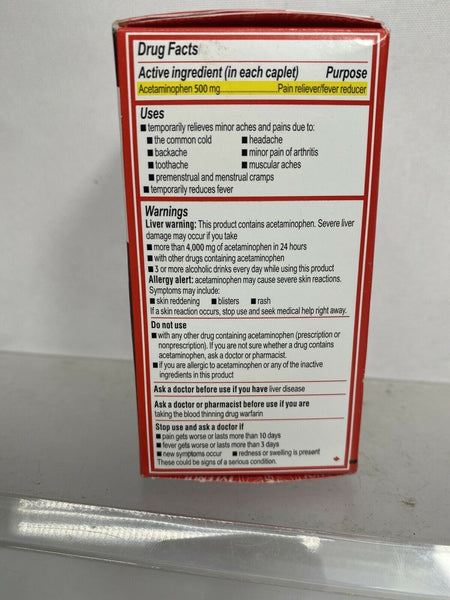 Drug Facts
Active ingredient (in each caplet) Purpose
Acetaminophen 500 mg Pain reliever/fever reducer
Uses
■ temporarily relieves minor aches and pains due to:
■ the common cold ■ headache
■ backache ■ minor pain of arthritis
■ toothache ■ muscular aches
■ premenstrual and menstrual cramps
■ temporarily reduces fever
Warnings
Liver warning: This product contains acetaminophen. Severe liver
damage may occur if you take
■ more than 4,000 mg of acetaminophen in 24 hours
■ with other drugs containing acetaminophen
■ 3 or more alcoholic drinks every day while using this product
Allergy alert: acetaminophen may cause severe skin reactions.
Symptoms may include:
■ skin reddening ■ blisters ■ rash
If a skin reaction occurs, stop use and seek medical help right away.
Do not use
■ with any other drug containing acetaminophen (prescription or
nonprescription). If you are not sure whether a drug contains
acetaminophen, ask a doctor or pharmacist.
■ if you are allergic to acetaminophen or any of the inactive
ingredients in this product
Ask a doctor before use if you have liver disease
Ask a doctor or pharmacist before use if you are
taking the blood thinning drug warfarin
Stop use and ask a doctor if
■ pain gets worse or lasts more than 10 days
■ fever gets worse or lasts more than 3 days
■ new symptoms occur ■ redness or swelling is present
These could be signs of a serious condition.